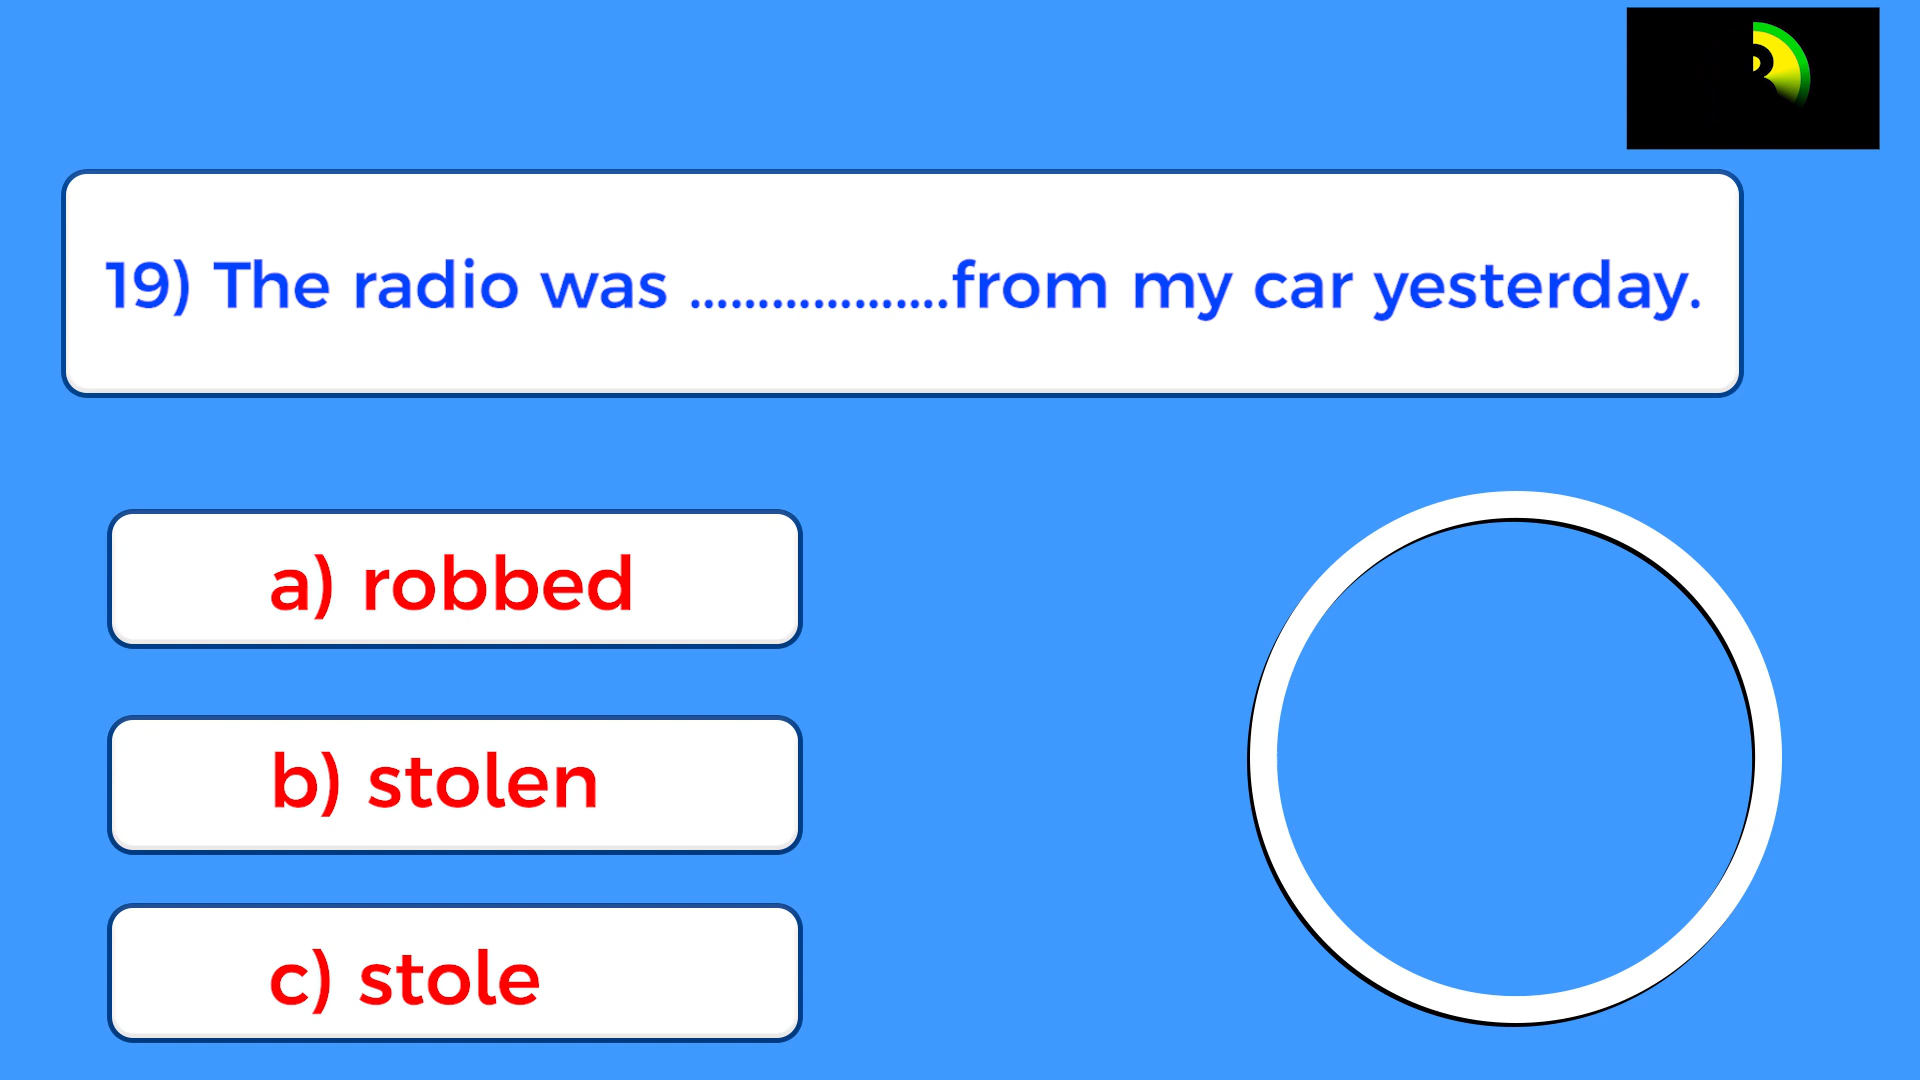 19) The radio was ...................from my car yesterday.
a) robbed
b) stolen
c) stole